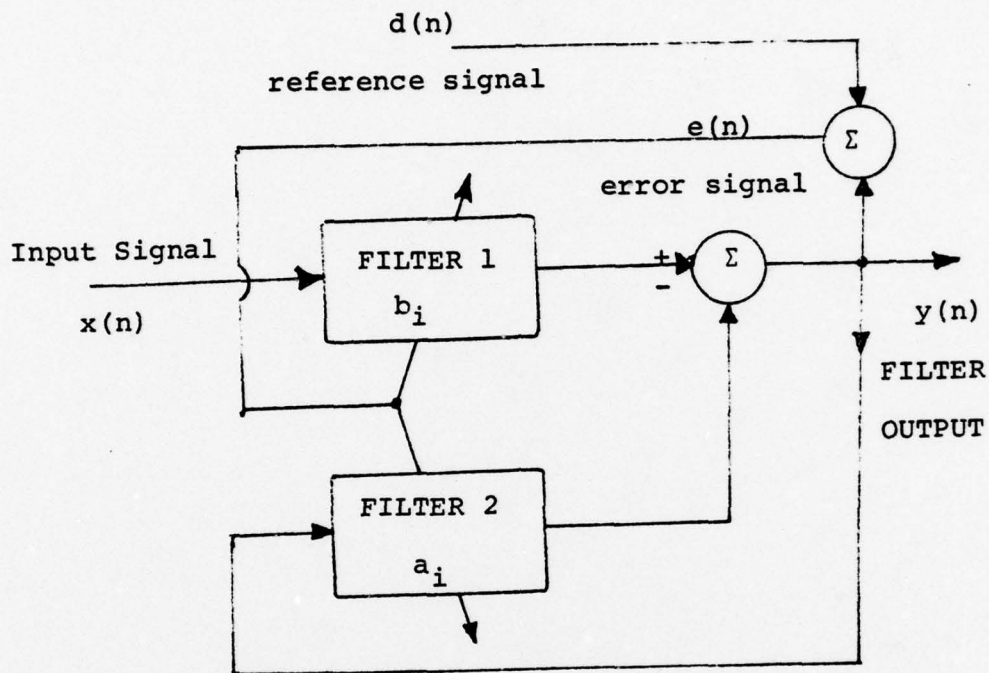 d(n)
reference signal
e(n)
Σ
error signal
Input Signal
FILTER 1
+
Σ
-
b_i
x(n)
y(n)
FILTER
OUTPUT
FILTER 2
a_i